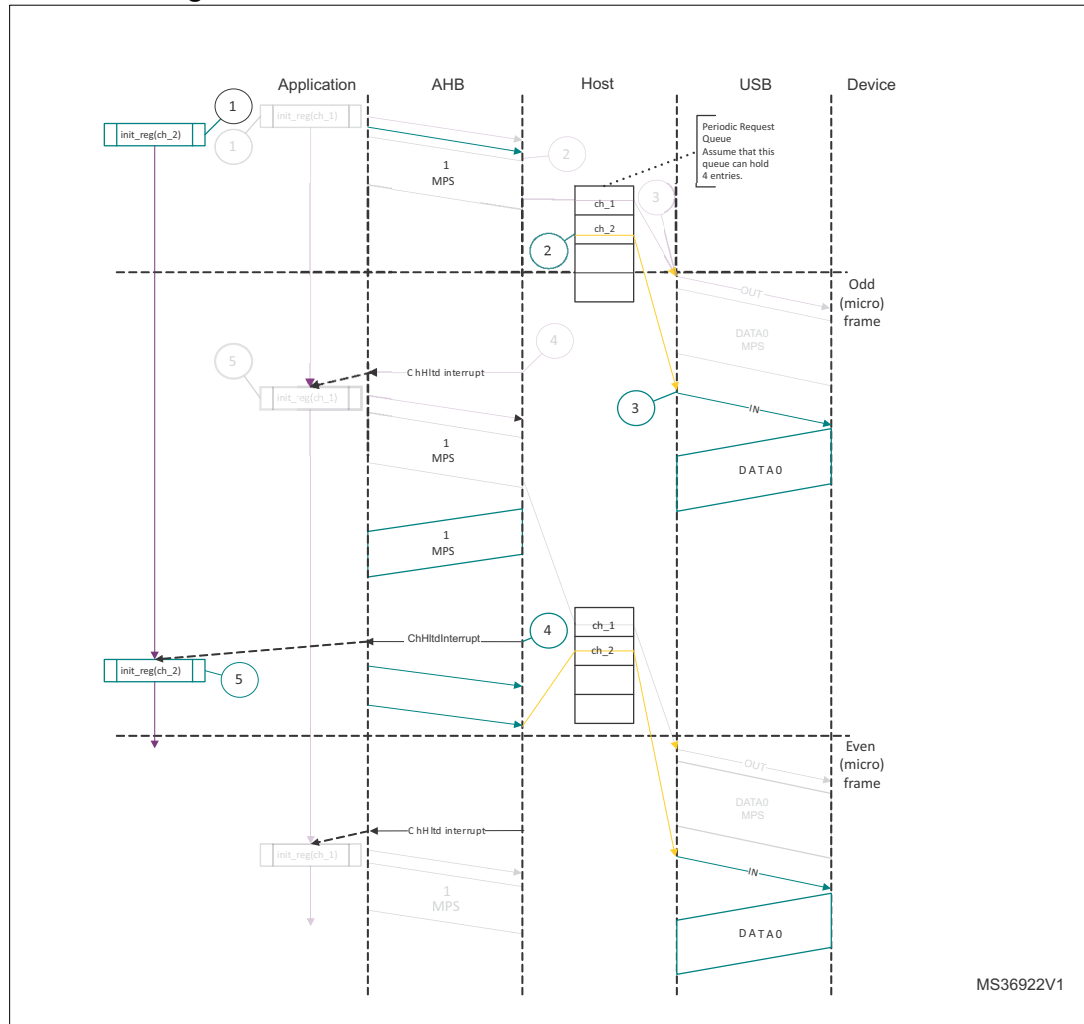 Application AHB Host USB Device
1
init_reg(ch_1)
init_reg(ch_2)
1
Periodic Request
Queue
Assume that this
queue can hold
4 entries.
2
1
MPS
3
ch_1
ch_2
2
Odd
(micro)
frame
OUT
DATA0
MPS
4
5
ChHltd interrupt
init_reg(ch_1)
3
IN
1
MPS
DATA0
1
MPS
ch_1
4
ChHltdInterrupt
ch_2
init_reg(ch_2)
5
Even
(micro)
frame
OUT
DATA0
MPS
ChHltd interrupt
init_reg(ch_1)
IN
1
MPS
DATA0
MS36922V1